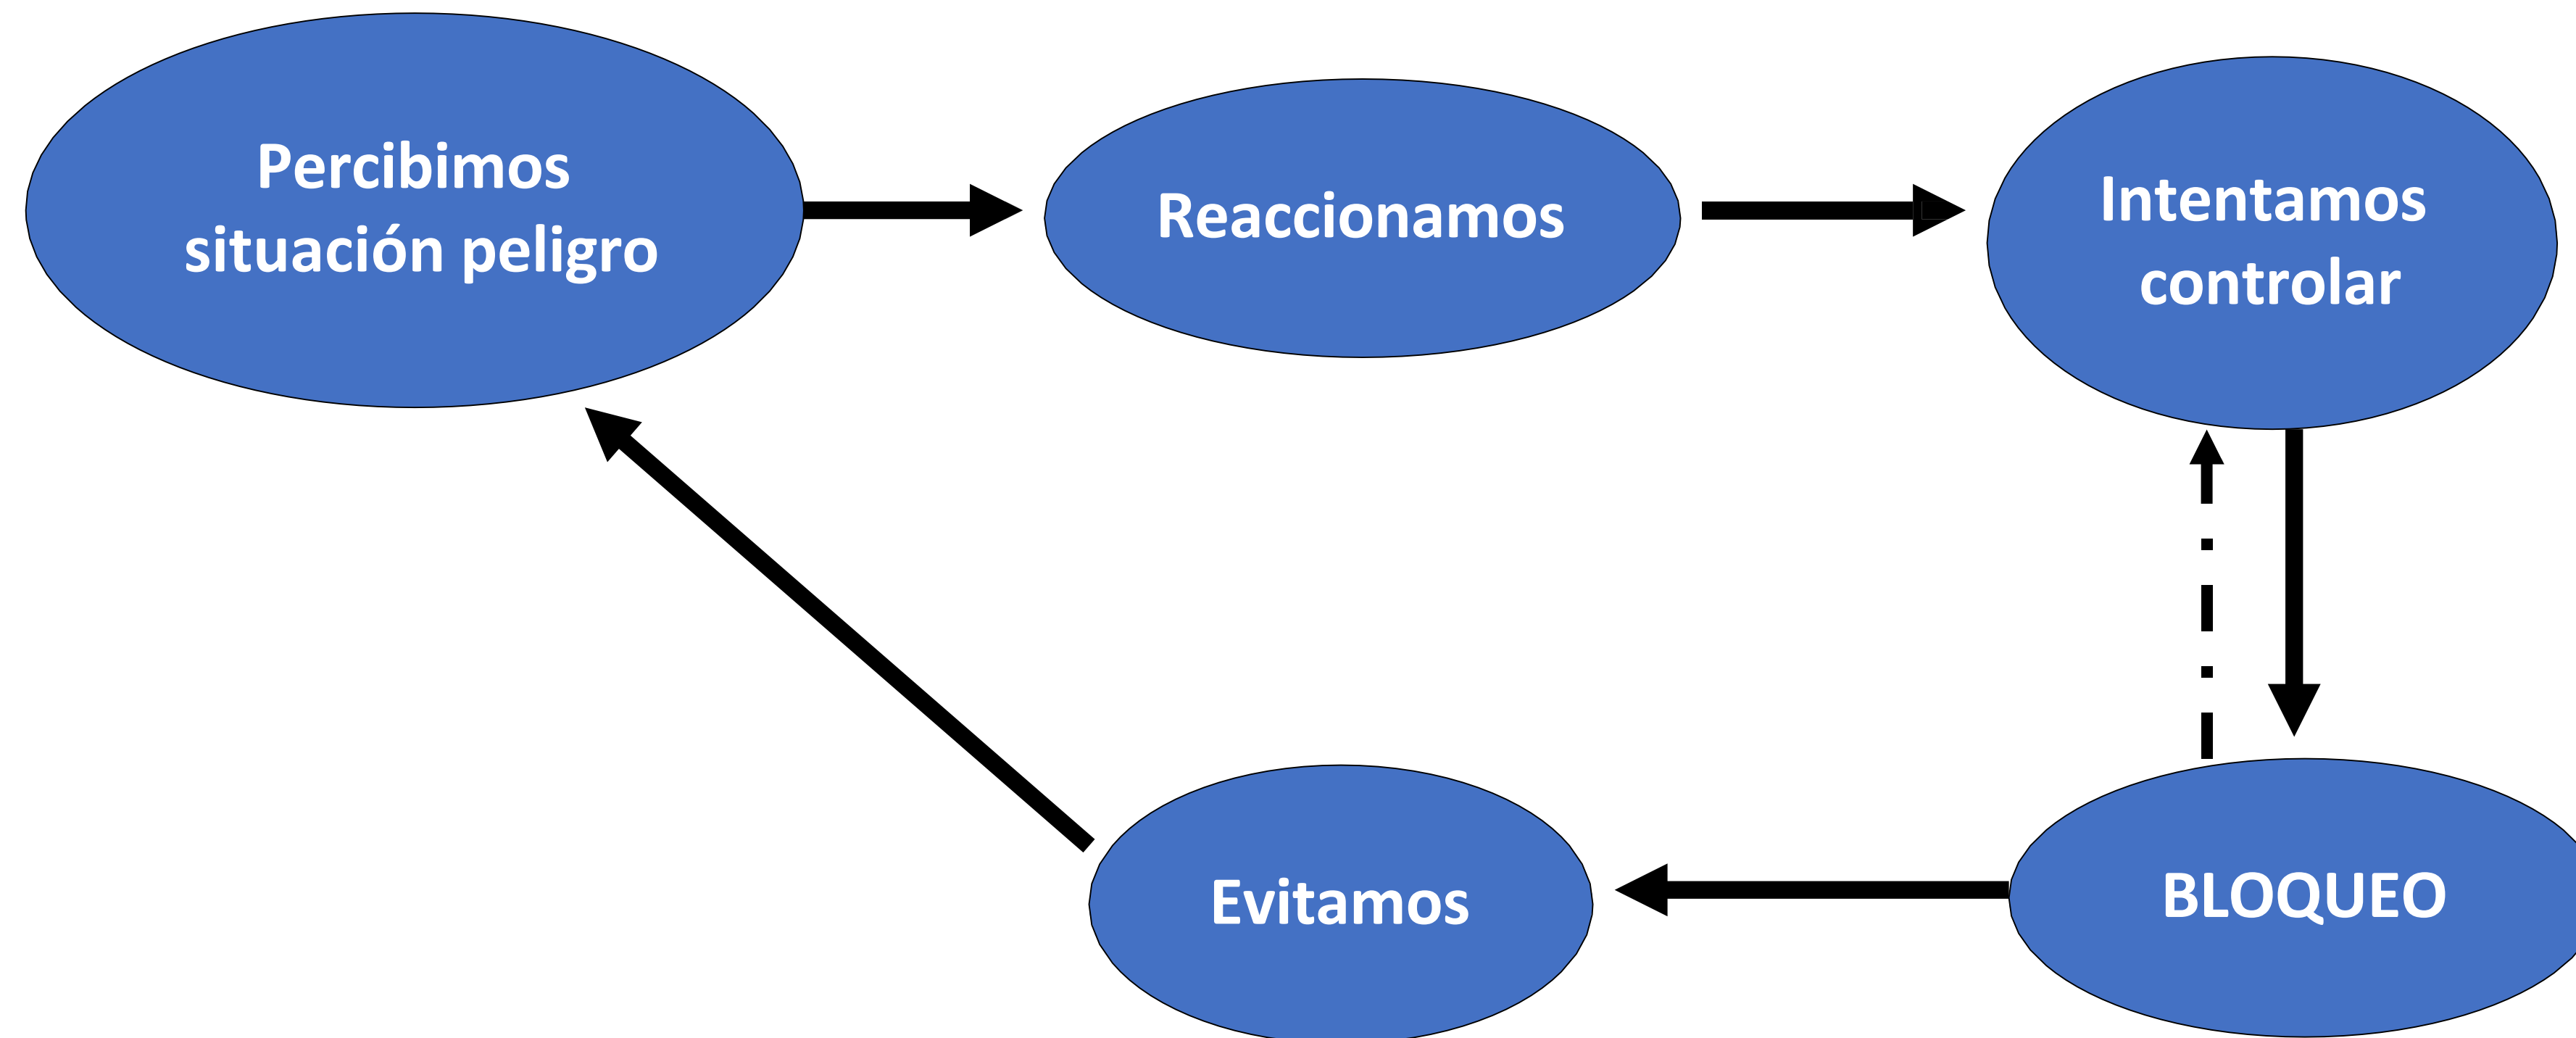 Percibimos
situación peligro
Reaccionamos
Intentamos
controlar
BLOQUEO
Evitamos